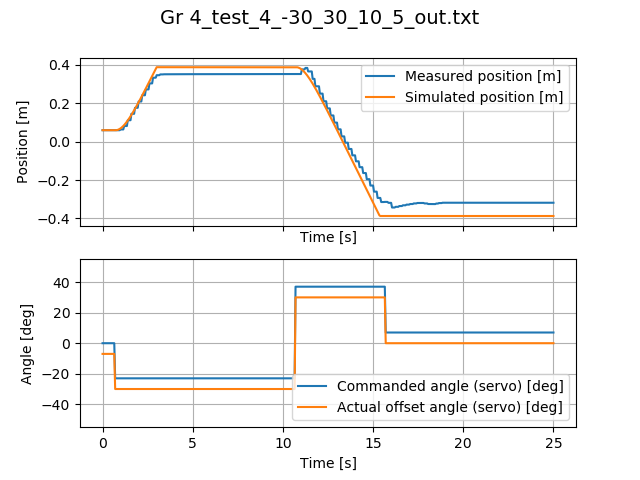 Gr 4_test_4_-30_30_10_5_out.txt
0.4
0.2
0.0
−0.2
−0.4
Position [m]
Measured position [m]
Simulated position [m]
Time [s]
40
20
0
−20
−40
Angle [deg]
Commanded angle (servo) [deg]
Actual offset angle (servo) [deg]
0 5 10 15 20 25
Time [s]